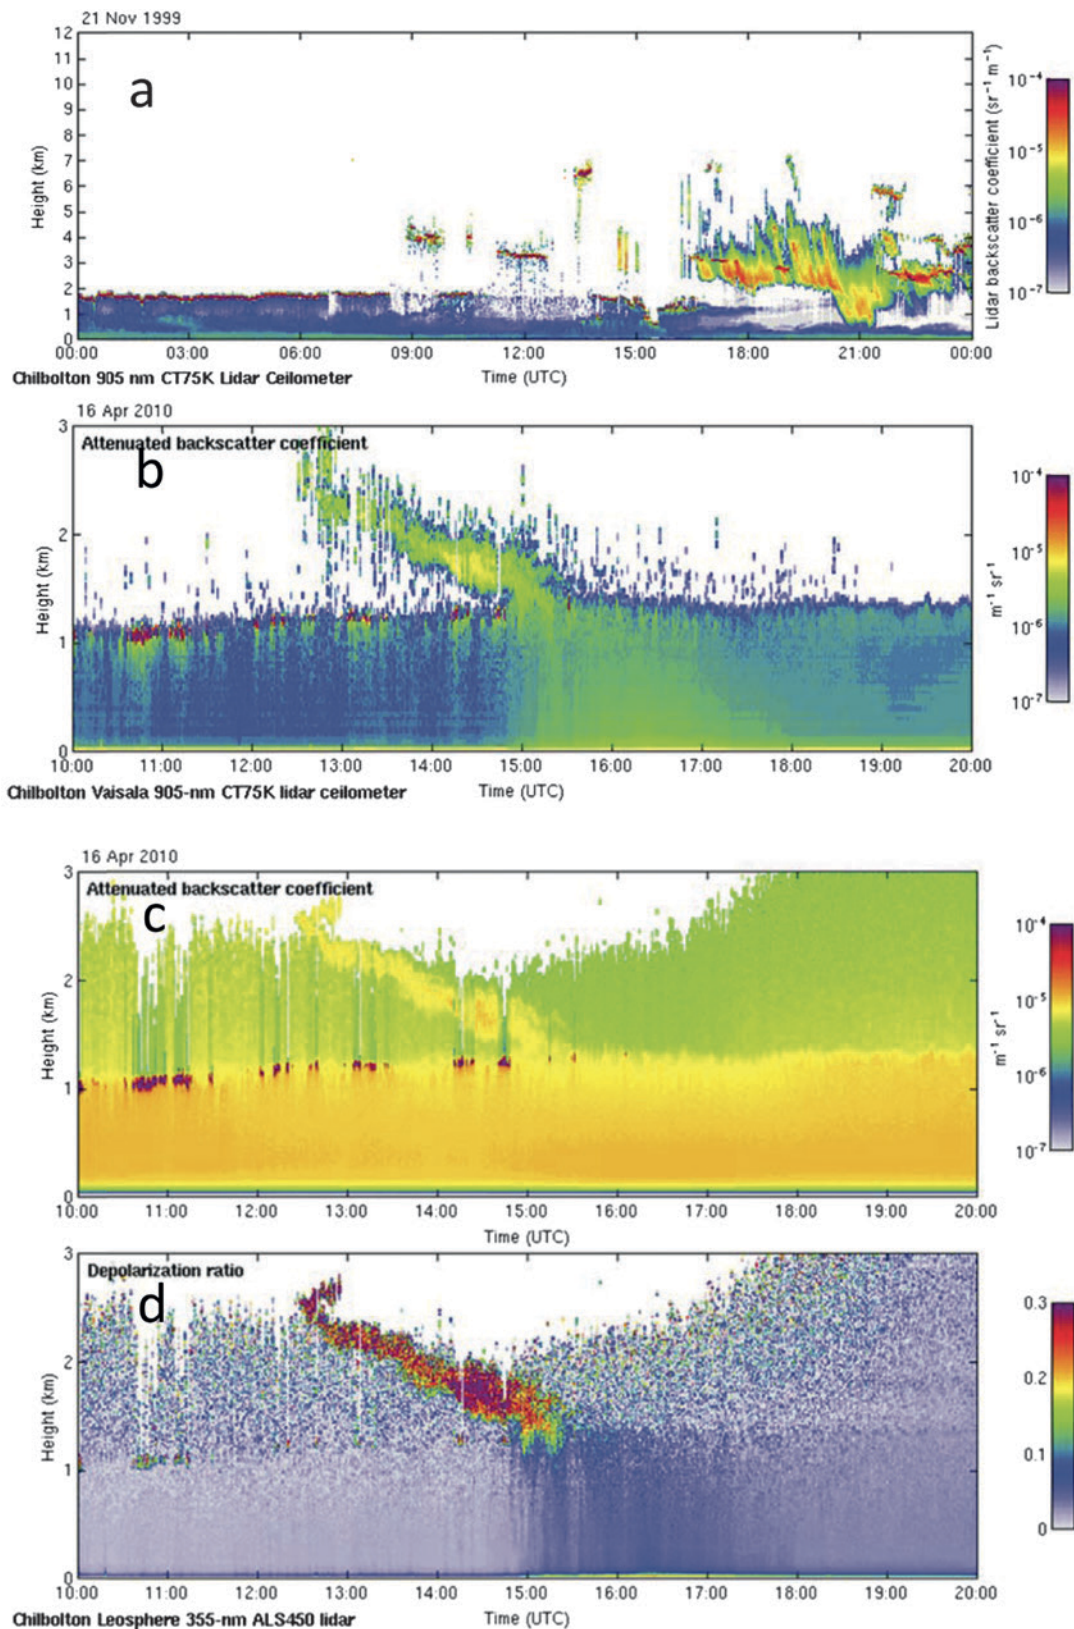 21 Nov 1999
a
12
11
10
9
8
7
6
5
4
3
2
1
0
Height (km)
00:00 03:00 06:00 09:00 12:00 15:00 18:00 21:00 00:00
Time (UTC)
Chilbolton 905 nm CT75K Lidar Ceilometer
Lidar backscatter coefficient (sr⁻¹ m⁻¹)
10⁻⁴
10⁻⁵
10⁻⁶
10⁻⁷
16 Apr 2010
Attenuated backscatter coefficient
b
3
2
1
0
Height (km)
10:00 11:00 12:00 13:00 14:00 15:00 16:00 17:00 18:00 19:00 20:00
Time (UTC)
Chilbolton Vaisala 905-nm CT75K lidar ceilometer
m⁻¹ sr⁻¹
10⁻⁴
10⁻⁵
10⁻⁶
10⁻⁷
16 Apr 2010
Attenuated backscatter coefficient
c
3
2
1
0
Height (km)
10:00 11:00 12:00 13:00 14:00 15:00 16:00 17:00 18:00 19:00 20:00
Time (UTC)
m⁻¹ sr⁻¹
10⁻⁴
10⁻⁵
10⁻⁶
10⁻⁷
Depolarization ratio
d
3
2
1
0
Height (km)
10:00 11:00 12:00 13:00 14:00 15:00 16:00 17:00 18:00 19:00 20:00
Time (UTC)
Chilbolton Leosphere 355-nm ALS450 lidar
0.3
0.2
0.1
0